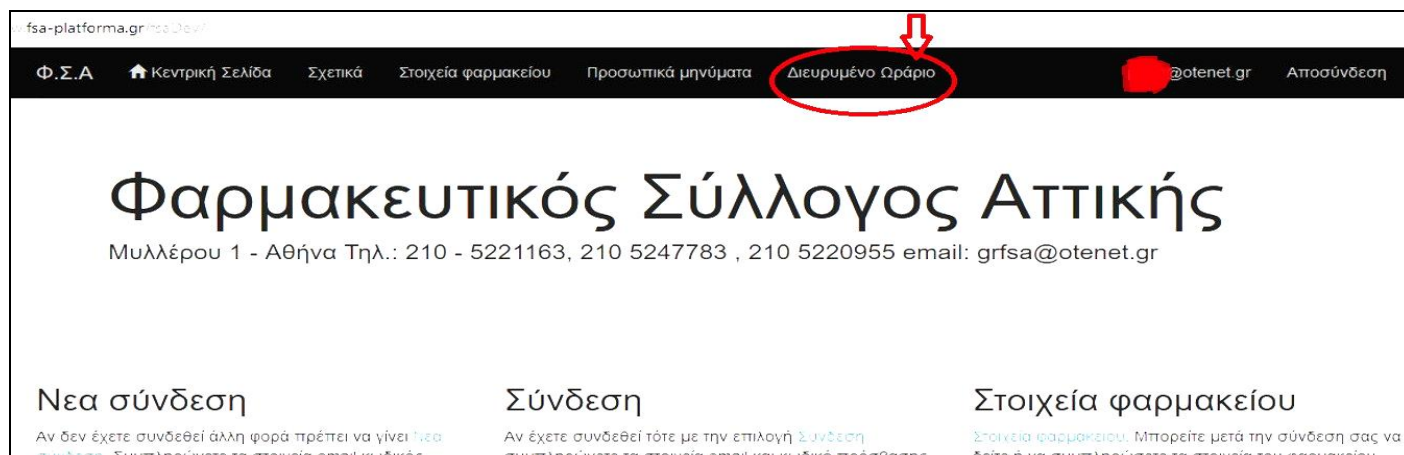 fsa-platforma.gr
Φ.Σ.Α Κεντρική Σελίδα Σχετικά Στοιχεία φαρμακείου Προσωπικά μηνύματα Διευρυμένο Ωράριο @otenet.gr Αποσύνδεση
Φαρμακευτικός Σύλλογος Αττικής
Μυλλέρου 1 - Αθήνα Τηλ.: 210 - 5221163, 210 5247783 , 210 5220955 email: grfsa@otenet.gr
Νεα σύνδεση
Αν δεν έχετε συνδεθεί άλλη φορά πρέπει να γίνει Νεα
Σύνδεση
Αν έχετε συνδεθεί τότε με την επιλογή Σύνδεση
Στοιχεία φαρμακείου
Στοιχεία φαρμακείου. Μπορείτε μετά την σύνδεση σας να